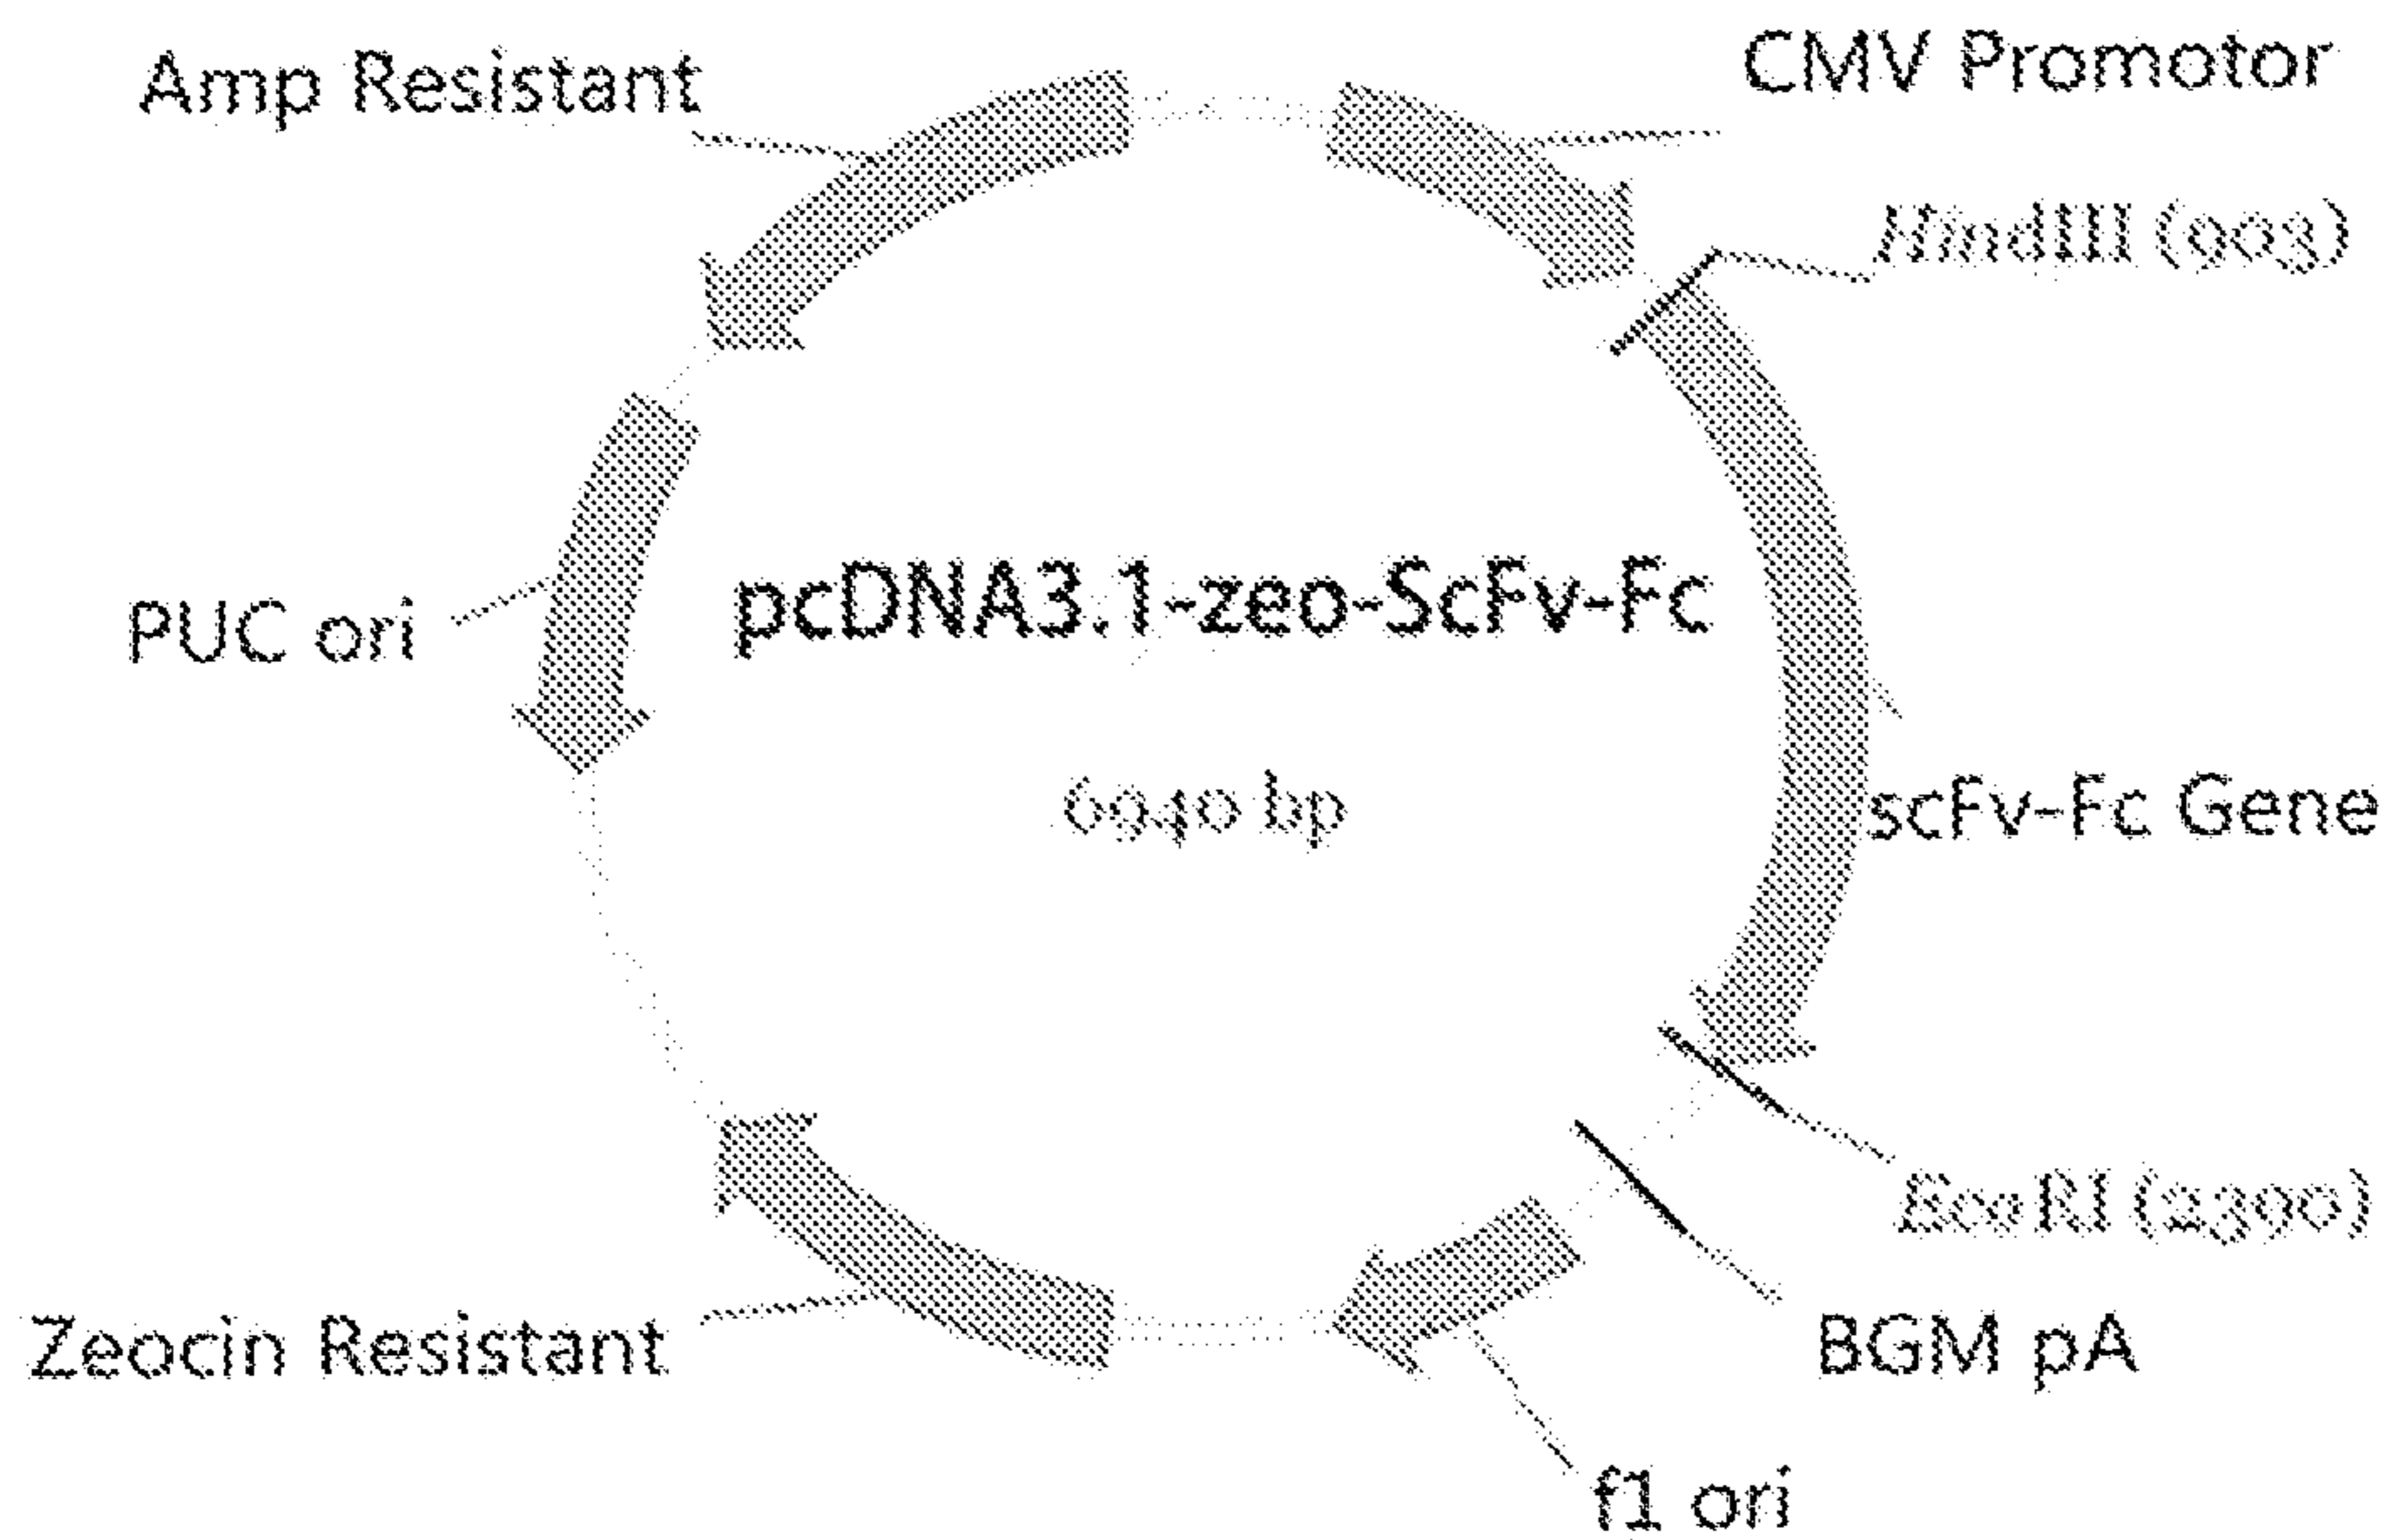 Amp Resistant
CMV Promotor
HindIII (903)
PUC ori
pcDNA3.1-zeo-ScFv-Fc
6940 bp
scFv-Fc Gene
EcoRI (2390)
Zeocin Resistant
BGM pA
f1 ori